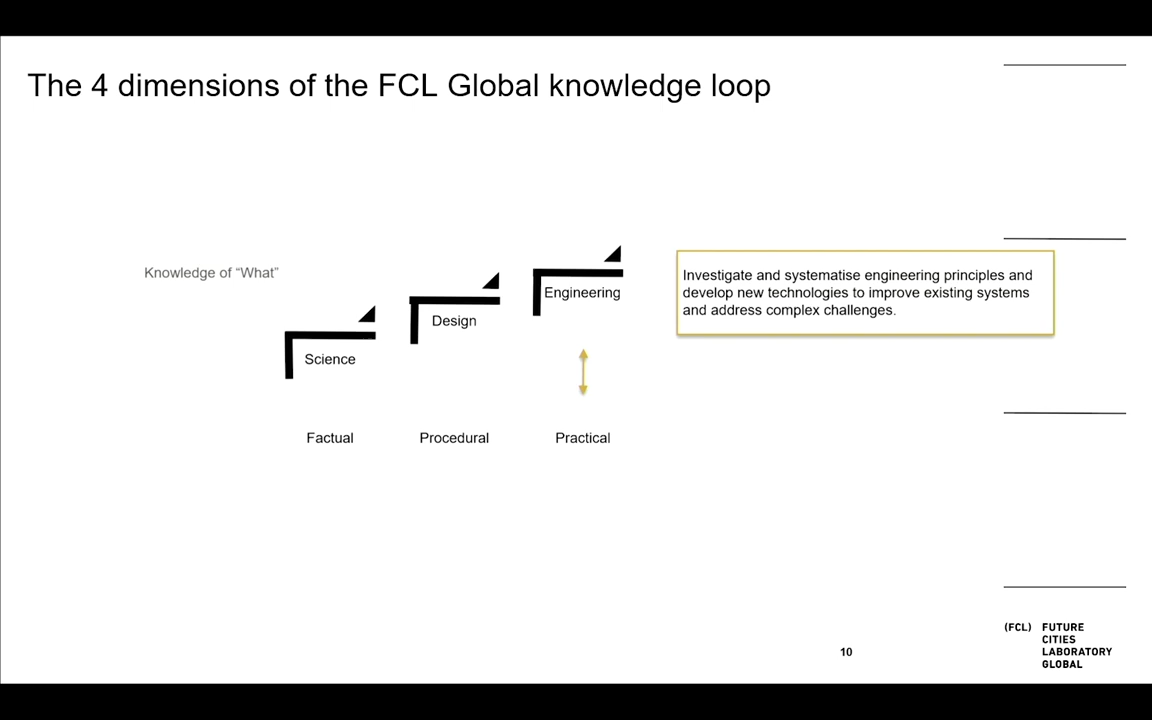 The 4 dimensions of the FCL Global knowledge loop
Knowledge of “What”
Science
Design
Engineering
Investigate and systematise engineering principles and
develop new technologies to improve existing systems
and address complex challenges.
Factual
Procedural
Practical
10
(FCL) FUTURE
CITIES
LABORATORY
GLOBAL